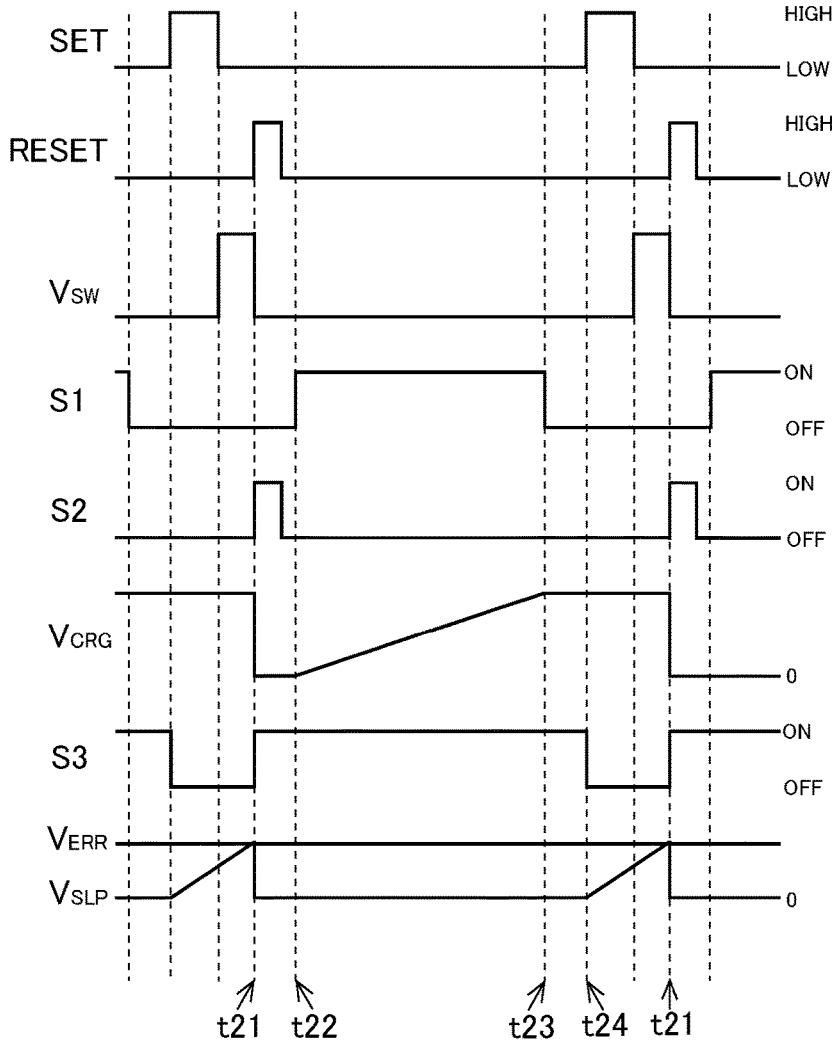 SET
HIGH
LOW
RESET
HIGH
LOW
VSW
S1
ON
OFF
S2
ON
OFF
VCRG
0
S3
ON
OFF
VERR
VSLP
0
t21 t22 t23 t24 t21